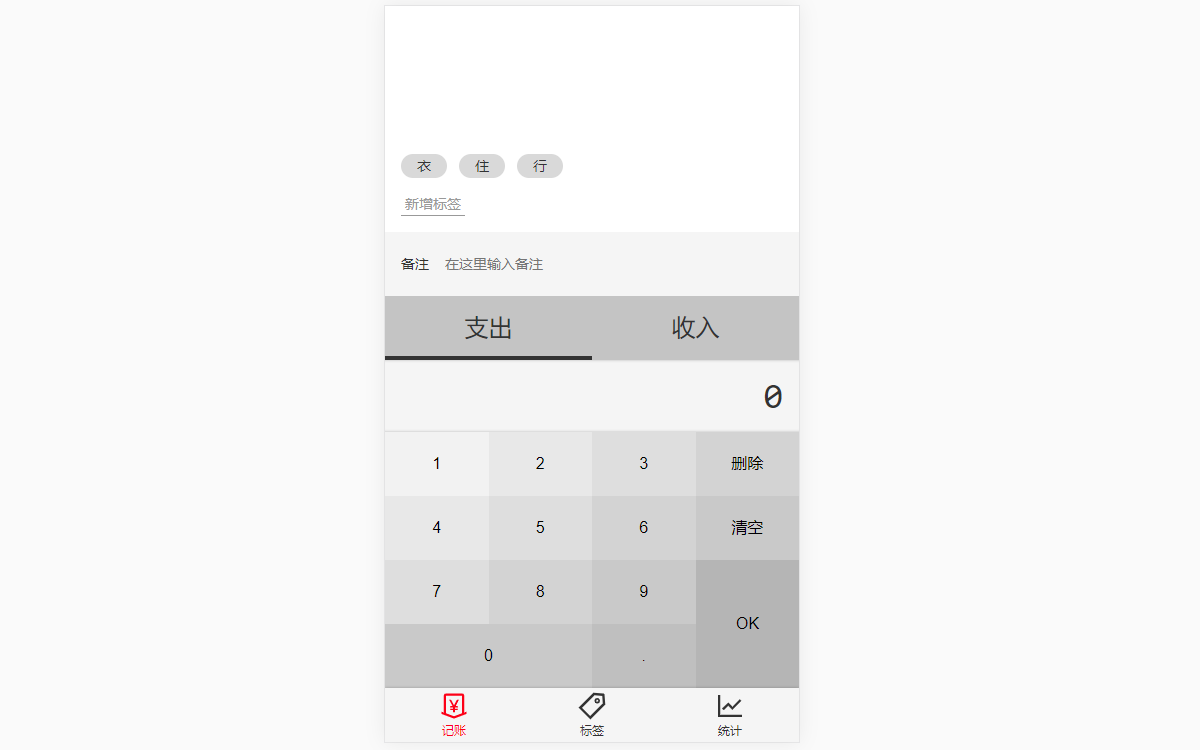 衣 住 行
新增标签
备注 在这里输入备注
支出 收入
0
1 2 3 删除
4 5 6 清空
7 8 9
OK
0 .
记账 标签 统计